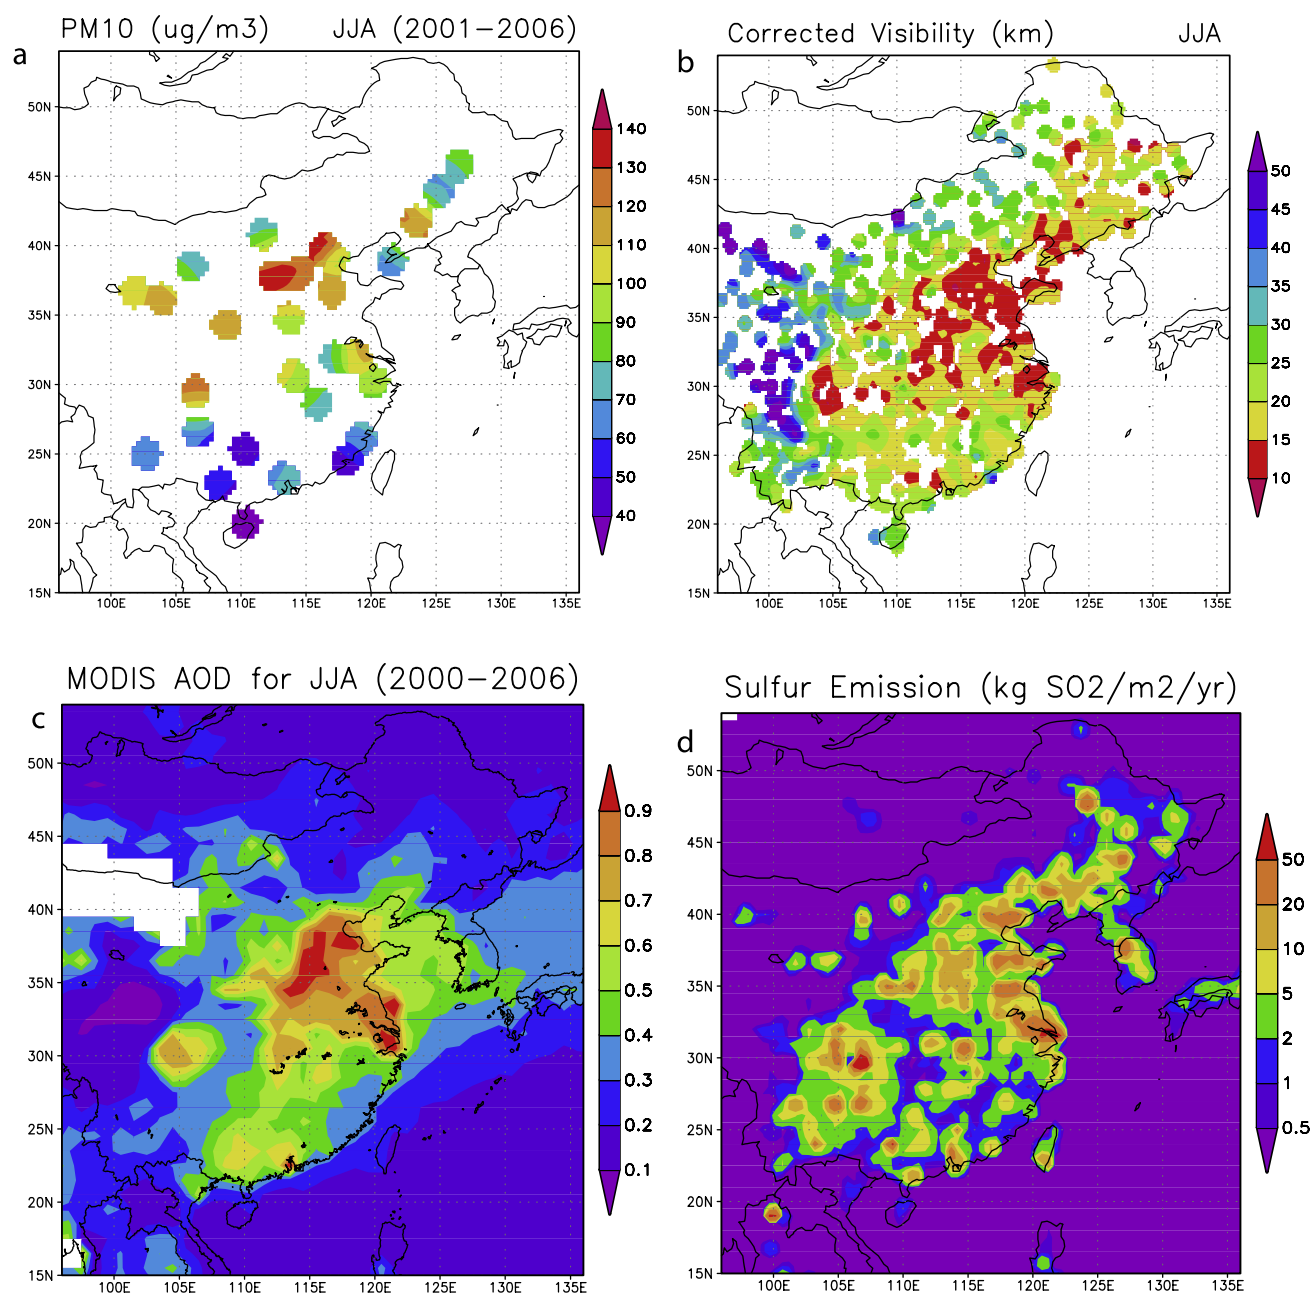 PM10 (ug/m3) JJA (2001−2006)
a
50N
45N
40N
35N
30N
25N
20N
15N
100E 105E 110E 115E 120E 125E 130E 135E
140
130
120
110
100
90
80
70
60
50
40
Corrected Visibility (km) JJA
b
50N
45N
40N
35N
30N
25N
20N
15N
100E 105E 110E 115E 120E 125E 130E 135E
50
45
40
35
30
25
20
15
10
MODIS AOD for JJA (2000−2006)
c
50N
45N
40N
35N
30N
25N
20N
15N
100E 105E 110E 115E 120E 125E 130E 135E
0.9
0.8
0.7
0.6
0.5
0.4
0.3
0.2
0.1
Sulfur Emission (kg SO2/m2/yr)
d
50N
45N
40N
35N
30N
25N
20N
15N
100E 105E 110E 115E 120E 125E 130E 135E
50
20
10
5
2
1
0.5